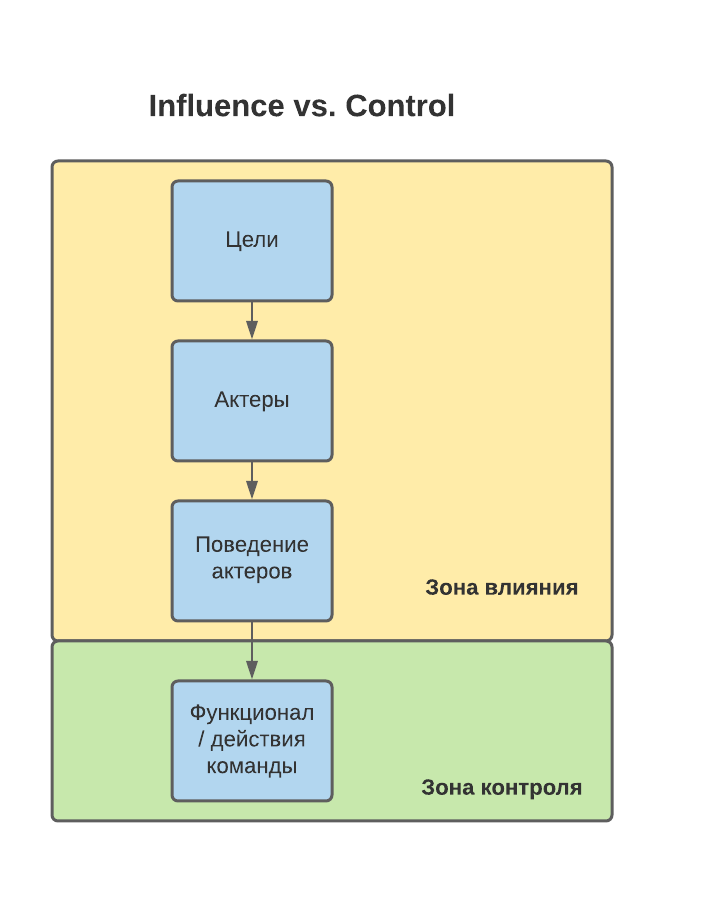 Influence vs. Control
Цели
Актеры
Поведение
актеров
Зона влияния
Функционал
/ действия
команды
Зона контроля